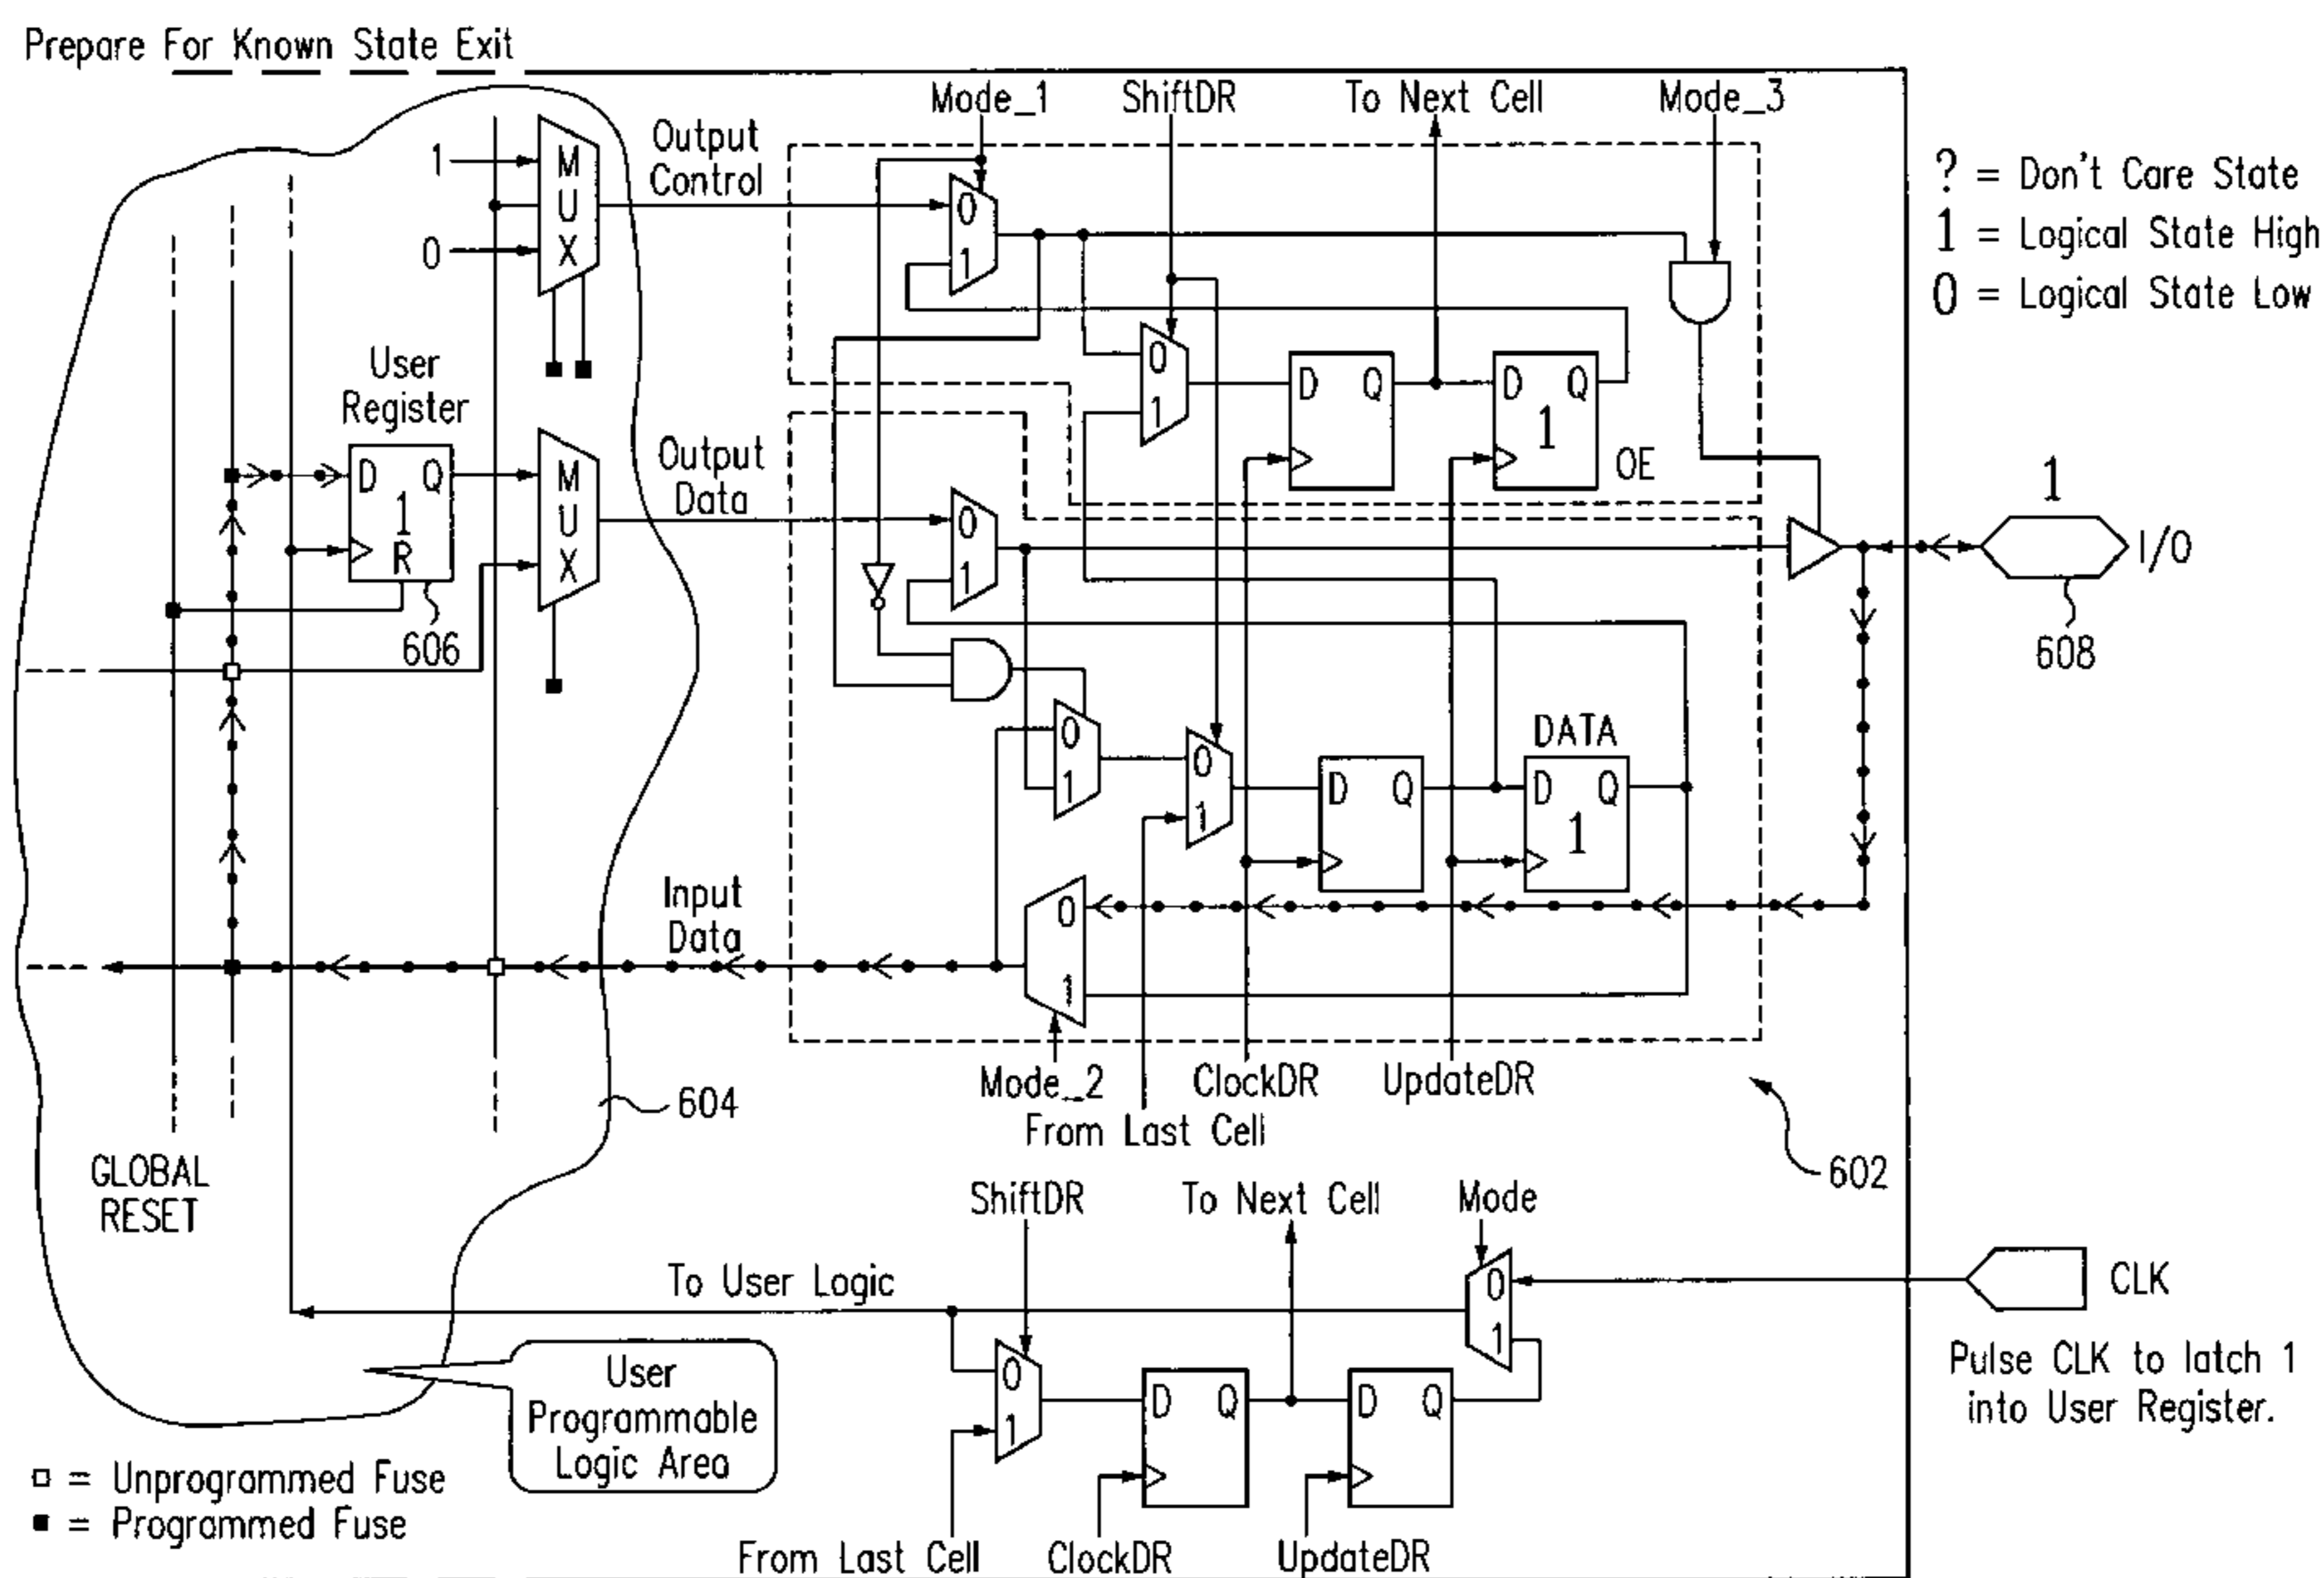 Prepare For Known State Exit
Mode_1
ShiftDR
To Next Cell
Mode_3
1
0
M
U
X
Output
Control
0
1
? = Don't Care State
1 = Logical State High
0 = Logical State Low
0
1
D Q
D Q
1
OE
User
Register
D Q
1
R
606
M
U
X
Output
Data
0
1
1
I/O
608
0
1
0
1
D Q
DATA
D Q
1
Input
Data
0
1
Mode_2
ClockDR
UpdateDR
From Last Cell
604
602
GLOBAL
RESET
ShiftDR
To Next Cell
Mode
To User Logic
0
1
CLK
Pulse CLK to latch 1
into User Register.
0
1
D Q
D Q
User
Programmable
Logic Area
= Unprogrammed Fuse
= Programmed Fuse
From Last Cell
ClockDR
UpdateDR